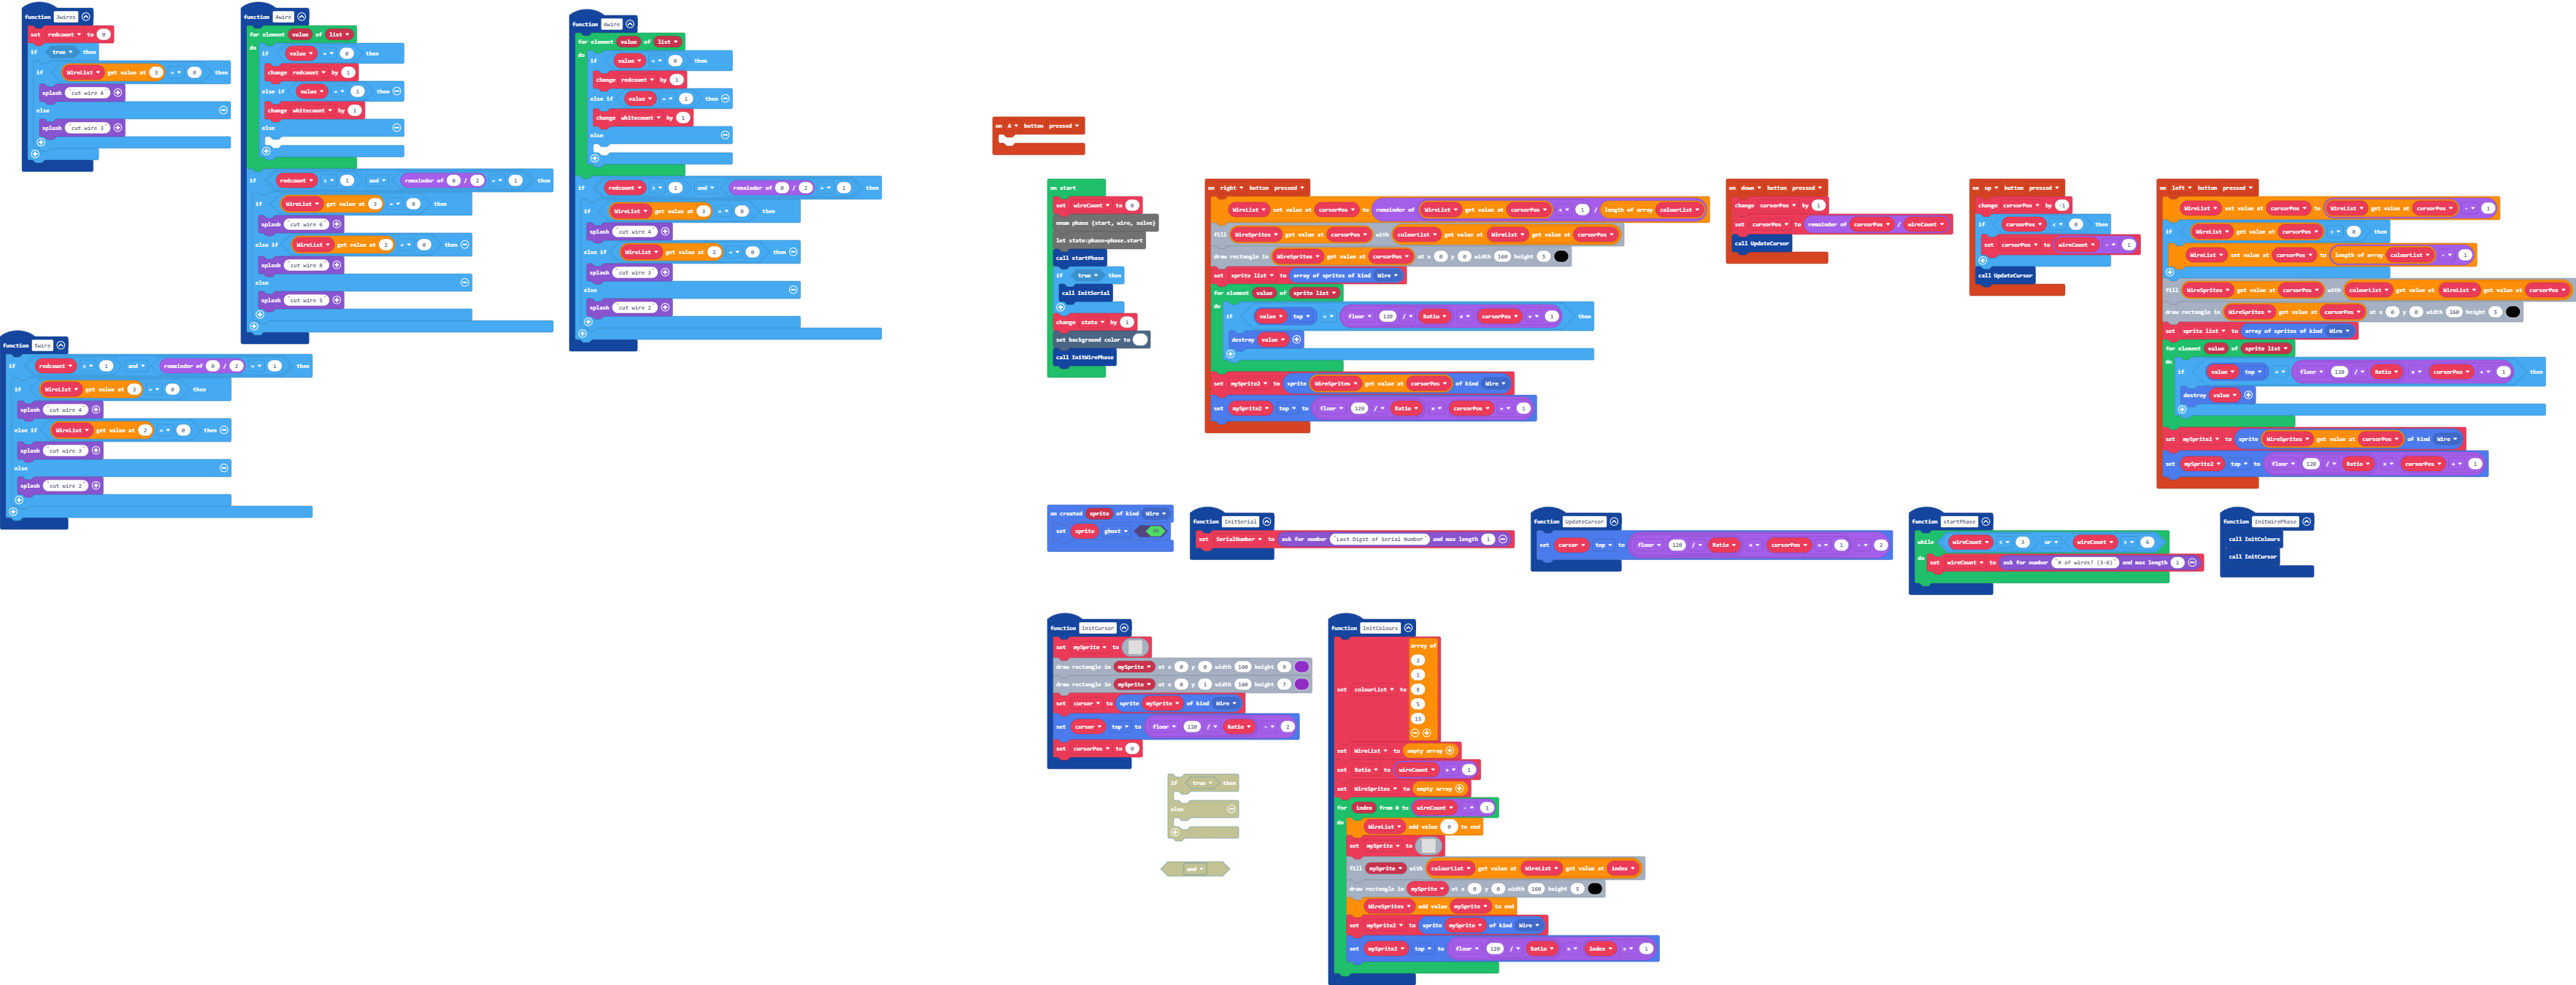 function 3wires
set redcount to 0
if true then
if WireList get value at 3 = 0 then
splash "cut wire 4"
else
splash "cut wire 3"
function 4wire
for element value of list
do if value = 0 then
change redcount by 1
else if value = 1 then
change whitecount by 1
else
if redcount > 1 and remainder of 0 / 2 = 1 then
if WireList get value at 3 = 0 then
splash "cut wire 6"
else if WireList get value at 2 = 0 then
splash "cut wire 8"
else
splash "cut wire 5"
function 6wire
for element value of list
do if value = 0 then
change redcount by 1
else if value = 1 then
change whitecount by 1
else
if redcount > 1 and remainder of 0 / 2 = 1 then
if WireList get value at 3 = 0 then
splash "cut wire 4"
else if WireList get value at 2 = 0 then
splash "cut wire 3"
else
splash "cut wire 2"
function 5wire
if redcount > 1 and remainder of 0 / 2 = 1 then
if WireList get value at 3 = 0 then
splash "cut wire 4"
else if WireList get value at 2 = 0 then
splash "cut wire 3"
else
splash "cut wire 2"
on A button pressed
on start
set wireCount to 0
enum phase {start, wire, solve}
let state:phase=phase.start
call startPhase
if true then
call InitSerial
change state by 1
set background color to
call InitWirePhase
on right button pressed
WireList set value at cursorPos to remainder of WireList get value at cursorPos + 1 / length of array colourList
fill WireSprites get value at cursorPos with colourList get value at WireList get value at cursorPos
draw rectangle in WireSprites get value at cursorPos at x 0 y 0 width 160 height 5
set sprite list to array of sprites of kind Wire
for element value of sprite list
do if value top = floor 120 / Ratio × cursorPos + 1 then
destroy value
set mySprite2 to sprite WireSprites get value at cursorPos of kind Wire
set mySprite2 top to floor 120 / Ratio × cursorPos + 1
on down button pressed
change cursorPos by 1
set cursorPos to remainder of cursorPos / wireCount
call UpdateCursor
on up button pressed
change cursorPos by -1
if cursorPos < 0 then
set cursorPos to wireCount - 1
call UpdateCursor
on left button pressed
WireList set value at cursorPos to WireList get value at cursorPos - 1
if WireList get value at cursorPos < 0 then
WireList set value at cursorPos to length of array colourList - 1
fill WireSprites get value at cursorPos with colourList get value at WireList get value at cursorPos
draw rectangle in WireSprites get value at cursorPos at x 0 y 0 width 160 height 5
set sprite list to array of sprites of kind Wire
for element value of sprite list
do if value top = floor 120 / Ratio × cursorPos + 1 then
destroy value
set mySprite2 to sprite WireSprites get value at cursorPos of kind Wire
set mySprite2 top to floor 120 / Ratio × cursorPos + 1
on created sprite of kind Wire
set sprite ghost
function InitSerial
set SerialNumber to ask for number "Last Digit of Serial Number" and max length 1
function UpdateCursor
set cursor top to floor 120 / Ratio × cursorPos + 1 - 2
function startPhase
while wireCount < 3 or wireCount > 6
do set wireCount to ask for number "# of wires? (3-6)" and max length 1
function InitWirePhase
call InitColours
call InitCursor
function InitCursor
set mySprite to
draw rectangle in mySprite at x 0 y 0 width 160 height 9
draw rectangle in mySprite at x 0 y 1 width 160 height 7
set cursor to sprite mySprite of kind Wire
set cursor top to floor 120 / Ratio - 2
set cursorPos to 0
if true then
else
and
function InitColours
set colourList to array of
2
1
8
5
15
set WireList to empty array
set Ratio to wireCount + 1
set WireSprites to empty array
for index from 0 to wireCount - 1
do WireList add value 0 to end
set mySprite to
fill mySprite with colourList get value at WireList get value at index
draw rectangle in mySprite at x 0 y 0 width 160 height 5
WireSprites add value mySprite to end
set mySprite2 to sprite mySprite of kind Wire
set mySprite2 top to floor 120 / Ratio × index + 1